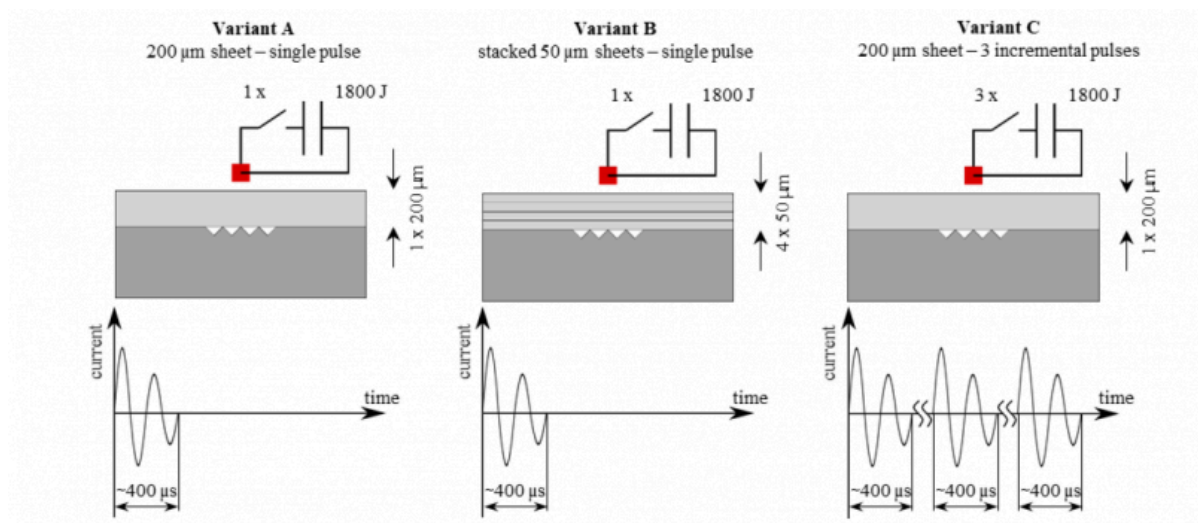 Variant A
200 µm sheet – single pulse
1 x 1800 J
1 x 200 µm
current
time
~400 µs
Variant B
stacked 50 µm sheets – single pulse
1 x 1800 J
4 x 50 µm
current
time
~400 µs
Variant C
200 µm sheet – 3 incremental pulses
3 x 1800 J
1 x 200 µm
current
time
~400 µs ~400 µs ~400 µs